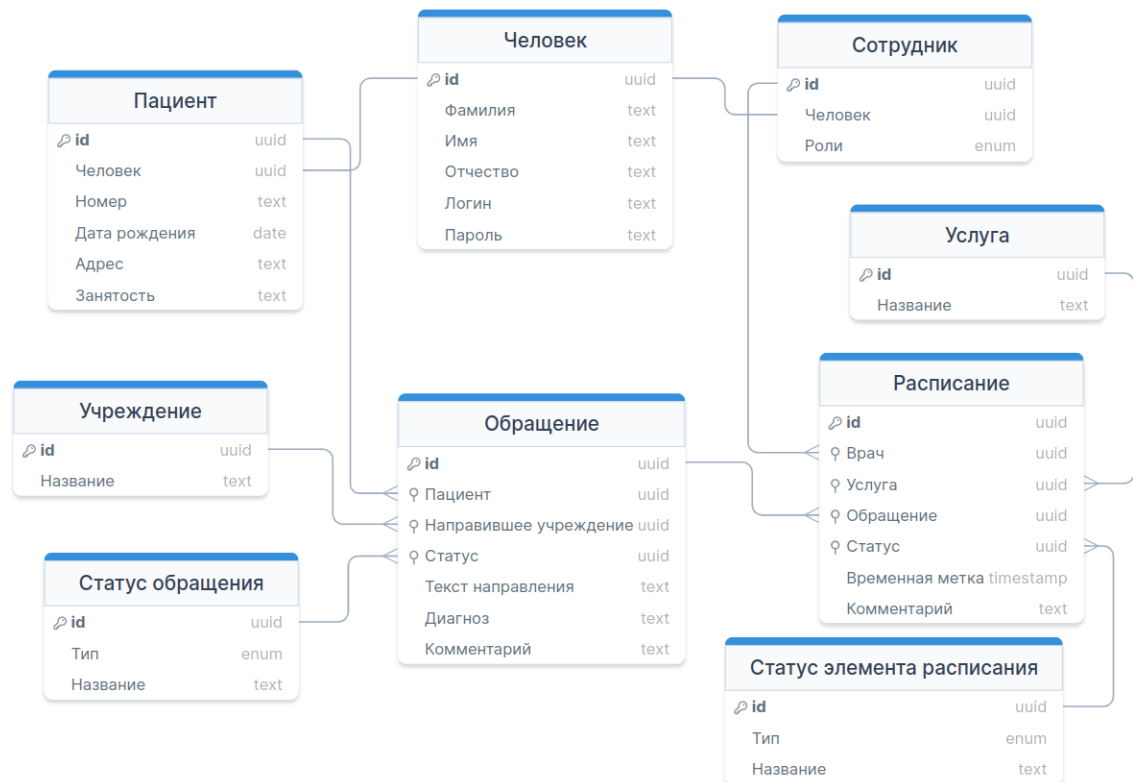 Человек
id uuid
Фамилия text
Имя text
Отчество text
Логин text
Пароль text
Сотрудник
id uuid
Человек uuid
Роли enum
Пациент
id uuid
Человек uuid
Номер text
Дата рождения date
Адрес text
Занятость text
Услуга
id uuid
Название text
Учреждение
id uuid
Название text
Обращение
id uuid
Пациент uuid
Направившее учреждение uuid
Статус uuid
Текст направления text
Диагноз text
Комментарий text
Расписание
id uuid
Врач uuid
Услуга uuid
Обращение uuid
Статус uuid
Временная метка timestamp
Комментарий text
Статус обращения
id uuid
Тип enum
Название text
Статус элемента расписания
id uuid
Тип enum
Название text